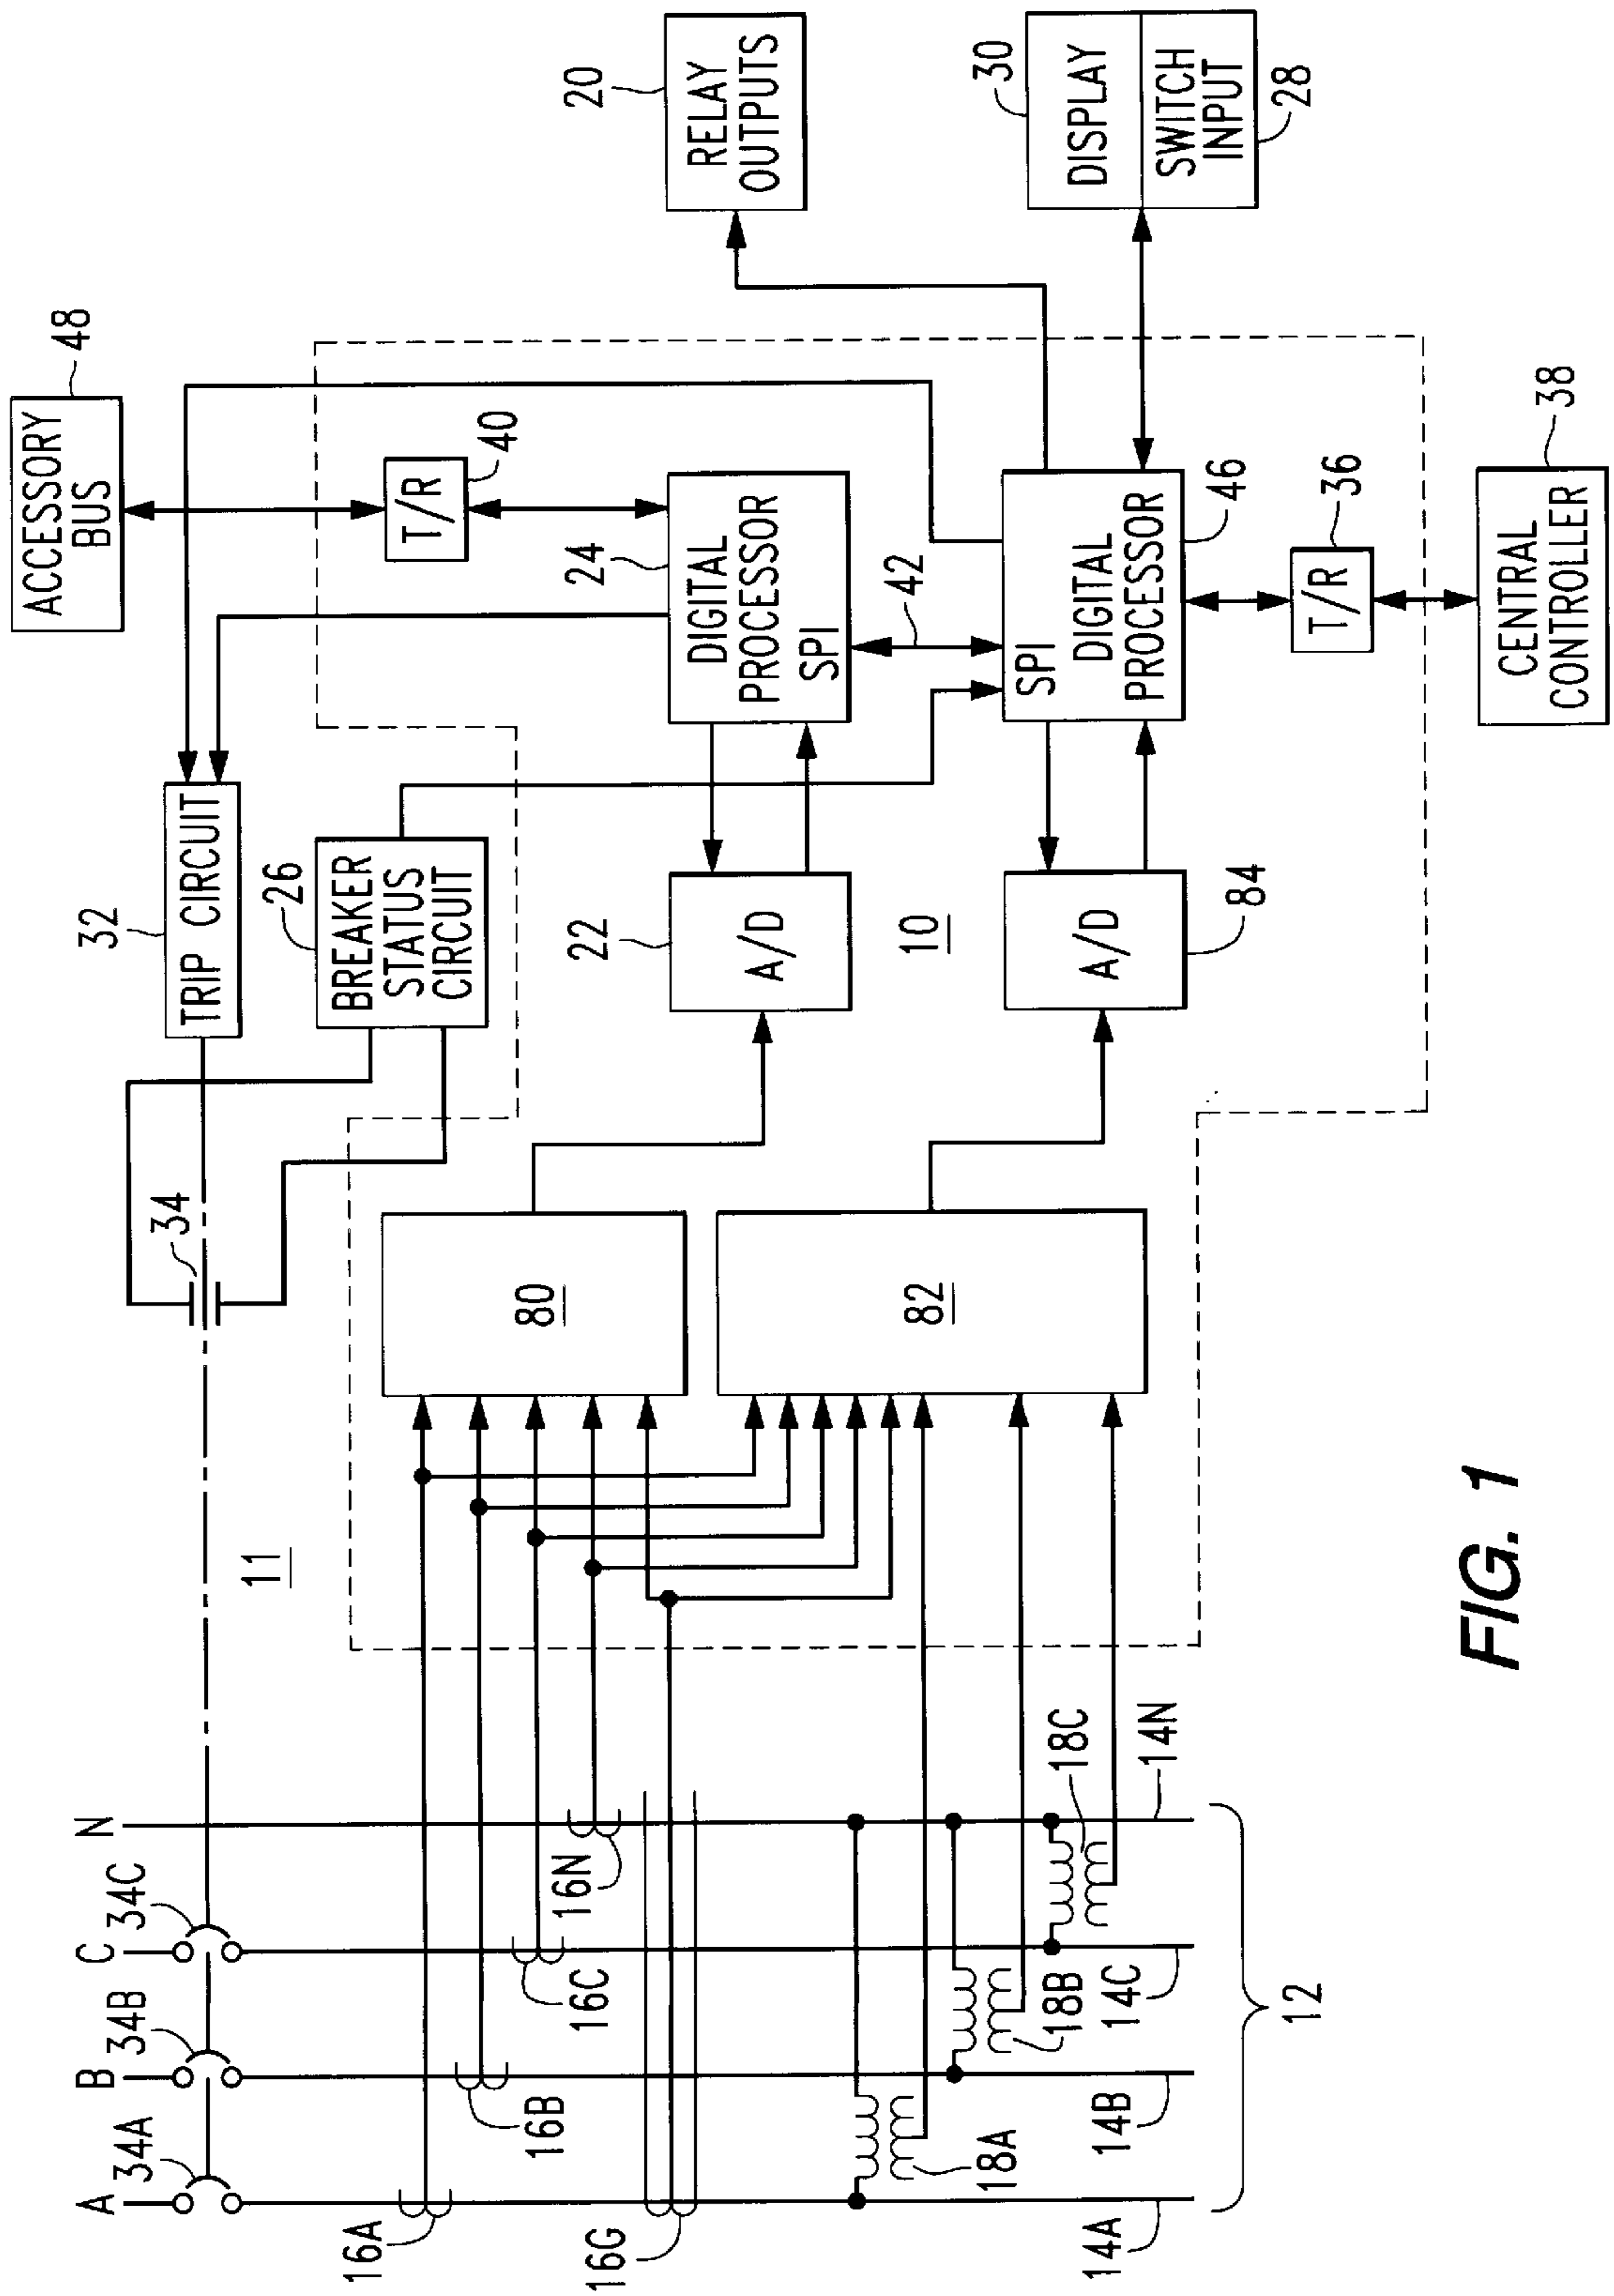 A
B
C
N
34A
34B
34C
16A
16B
16C
16N
16G
18A
18B
18C
14A
14B
14C
14N
12
11
34
32
TRIP CIRCUIT
26
BREAKER
STATUS
CIRCUIT
80
82
22
A/D
10
A/D
84
ACCESSORY
BUS
48
T/R
40
24
DIGITAL
PROCESSOR
SPI
42
SPI
DIGITAL
PROCESSOR
46
T/R
36
CENTRAL
CONTROLLER
38
20
RELAY
OUTPUTS
30
DISPLAY
SWITCH
INPUT
28
FIG. 1